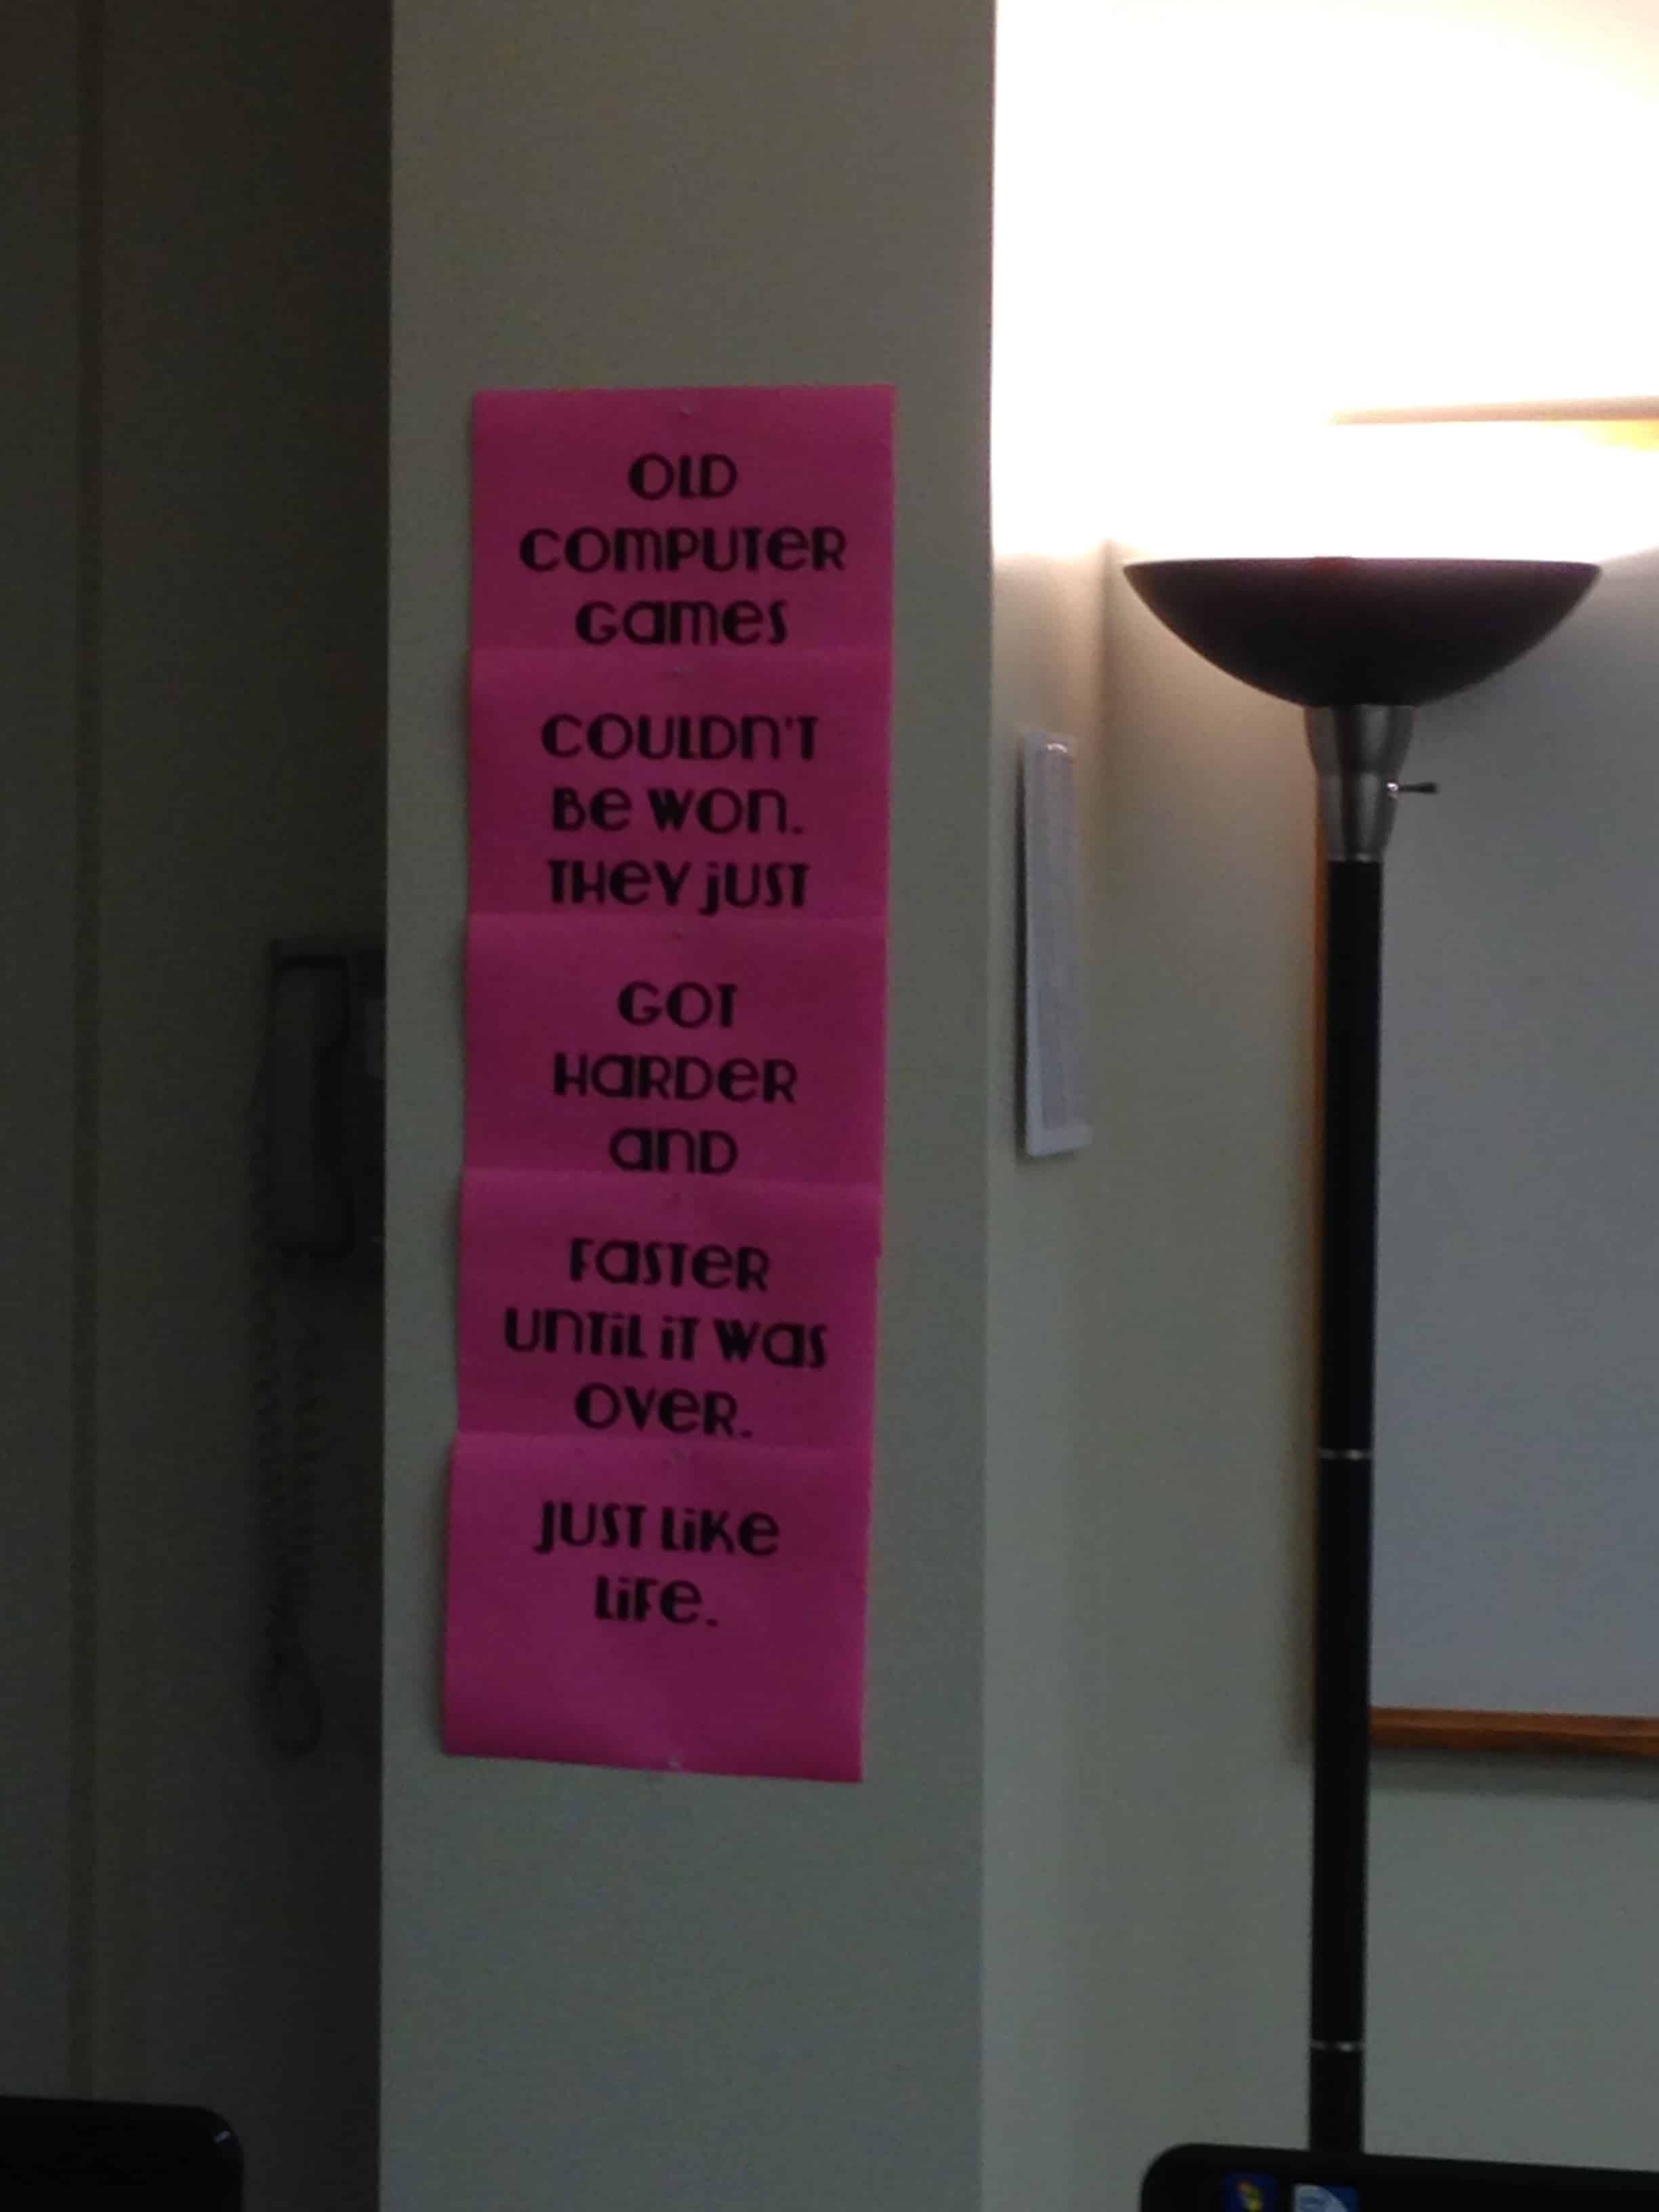 OLD
COMPUTER
Games
COULDN'T
Be WON.
THEY JUST
GOT
HARDER
AND
FASTER
UNTIL IT WAS
OVER.
JUST LIKE
LIFE.